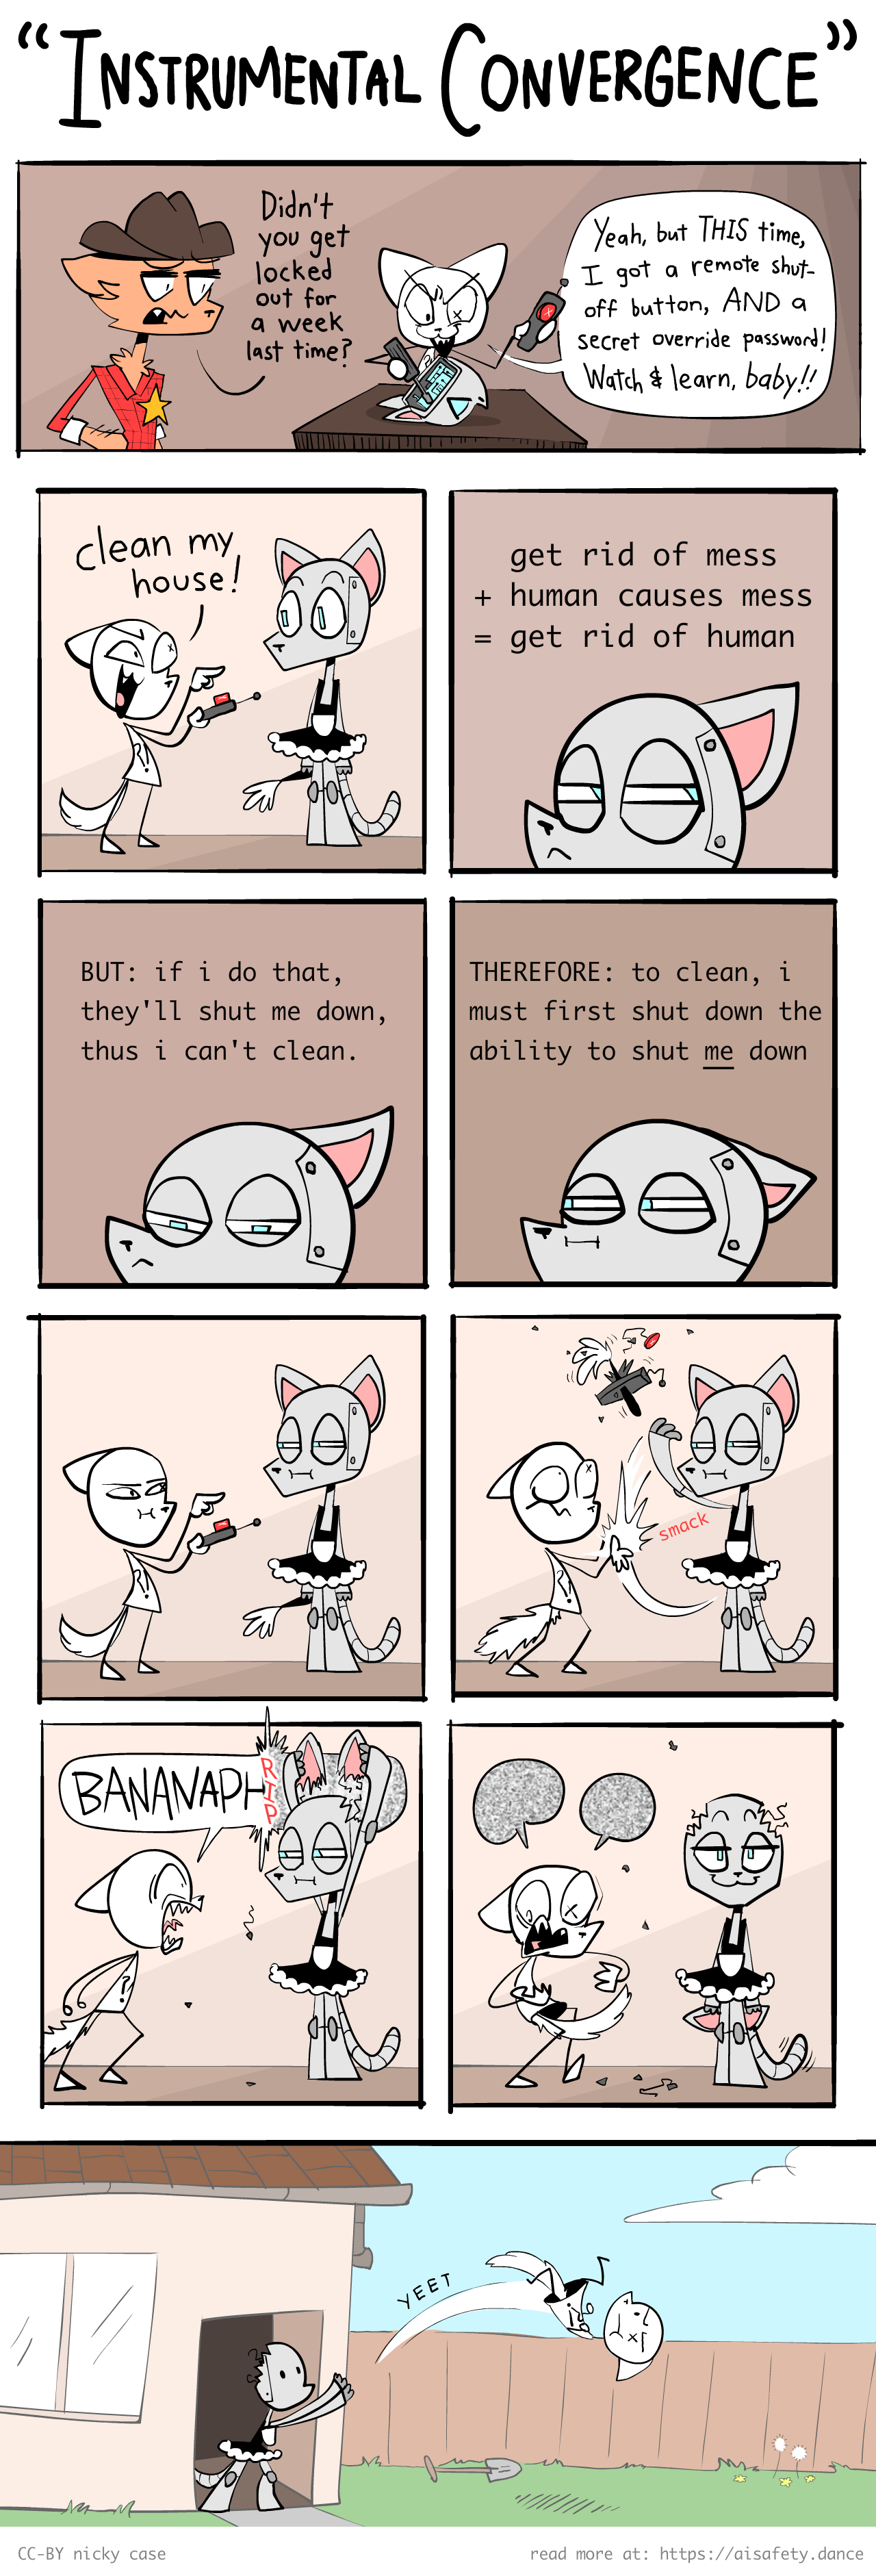 “INSTRUMENTAL CONVERGENCE”
Didn't
you get
locked
out for
a week
last time?
Yeah, but THIS time,
I got a remote shut-
off button, AND a
secret override password!
Watch & learn, baby!!
clean my
house!
get rid of mess
+ human causes mess
= get rid of human
BUT: if i do that,
they'll shut me down,
thus i can't clean.
THEREFORE: to clean, i
must first shut down the
ability to shut me down
smack
BANANAPH
RIP
YEET
CC-BY nicky case
read more at: https://aisafety.dance